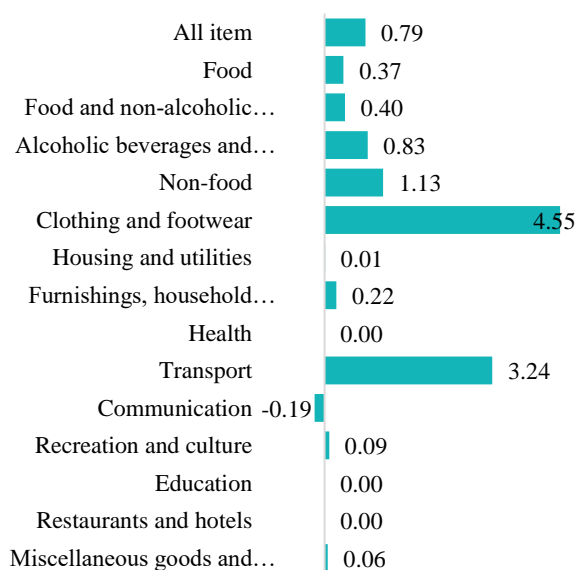 All item 0.79
Food 0.37
Food and non-alcoholic… 0.40
Alcoholic beverages and… 0.83
Non-food 1.13
Clothing and footwear 4.55
Housing and utilities 0.01
Furnishings, household… 0.22
Health 0.00
Transport 3.24
Communication -0.19
Recreation and culture 0.09
Education 0.00
Restaurants and hotels 0.00
Miscellaneous goods and… 0.06